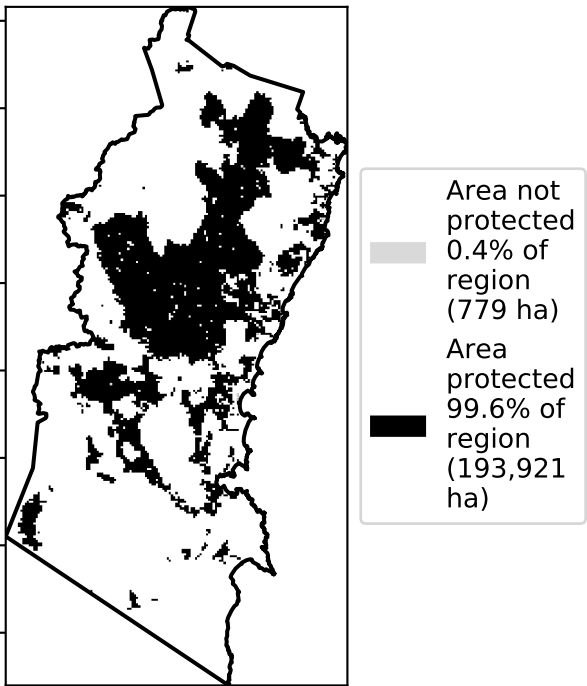 Area not
protected
0.4% of
region
(779 ha)
Area
protected
99.6% of
region
(193,921
ha)